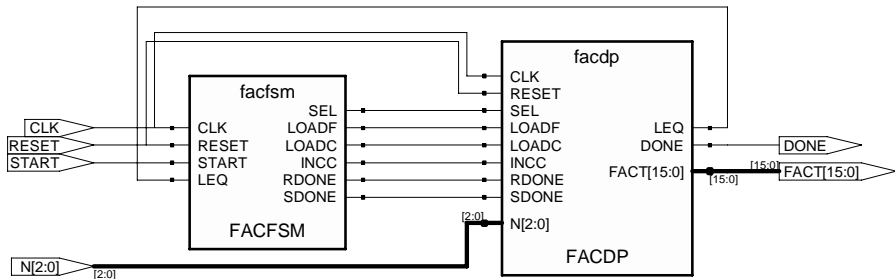 facfsm
CLK
RESET
START
LEQ
SEL
LOADF
LOADC
INCC
RDONE
SDONE
FACFSM
CLK
RESET
START
N[2:0]
[2:0]
[2:0]
facdp
CLK
RESET
SEL
LOADF
LOADC
INCC
RDONE
SDONE
N[2:0]
LEQ
DONE
FACT[15:0]
FACDP
[15:0]
[15:0]
DONE
FACT[15:0]